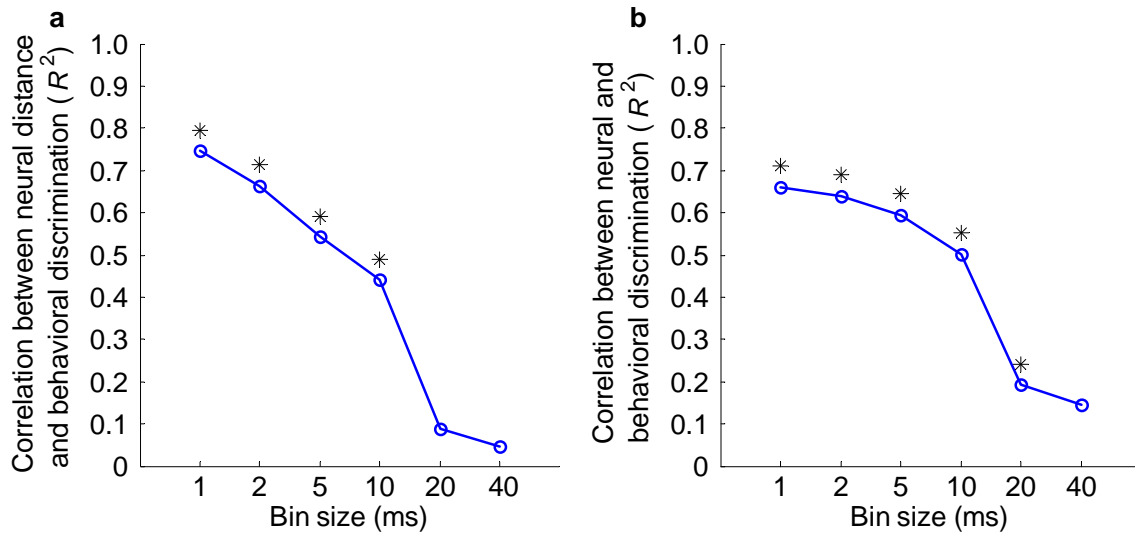 a
Correlation between neural distance
and behavioral discrimination ( R² )
1.0
0.9
0.8
0.7
0.6
0.5
0.4
0.3
0.2
0.1
0
1 2 5 10 20 40
Bin size (ms)
b
Correlation between neural and
behavioral discrimination ( R² )
1.0
0.9
0.8
0.7
0.6
0.5
0.4
0.3
0.2
0.1
0
1 2 5 10 20 40
Bin size (ms)